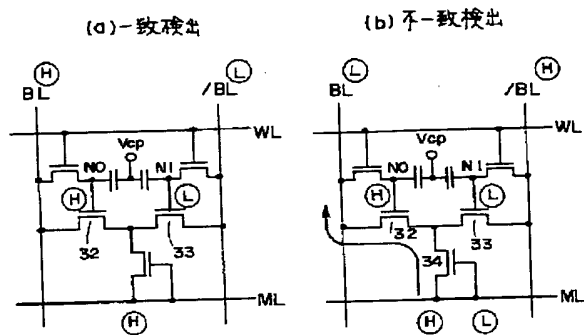 (a)一致検出
(b)不一致検出
H
L
BL
/BL
WL
Vcp
N0
N1
H
L
32
33
ML
H
L
H
BL
/BL
WL
Vcp
N0
N1
H
L
32
33
34
ML
H
L